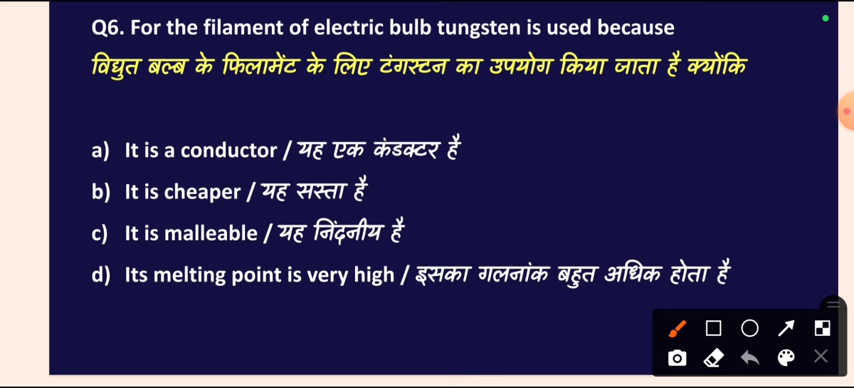 Q6. For the filament of electric bulb tungsten is used because
विद्युत बल्ब के फिलामेंट के लिए टंगस्टन का उपयोग किया जाता है क्योंकि
a) It is a conductor / यह एक कंडक्टर है
b) It is cheaper / यह सस्ता है
c) It is malleable / यह निंदनीय है
d) Its melting point is very high / इसका गलनांक बहुत अधिक होता है